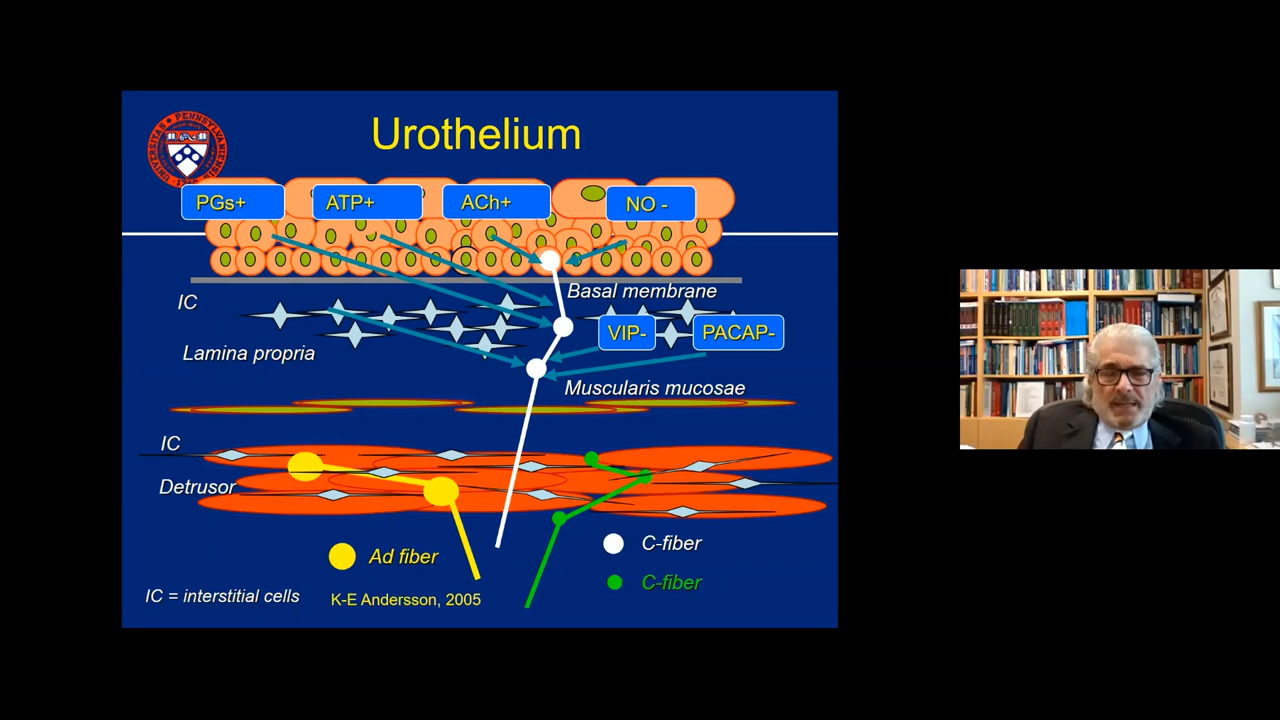 Urothelium
PGs+
ATP+
ACh+
NO -
IC
Basal membrane
VIP-
PACAP-
Lamina propria
Muscularis mucosae
IC
Detrusor
Ad fiber
C-fiber
C-fiber
IC = interstitial cells
K-E Andersson, 2005